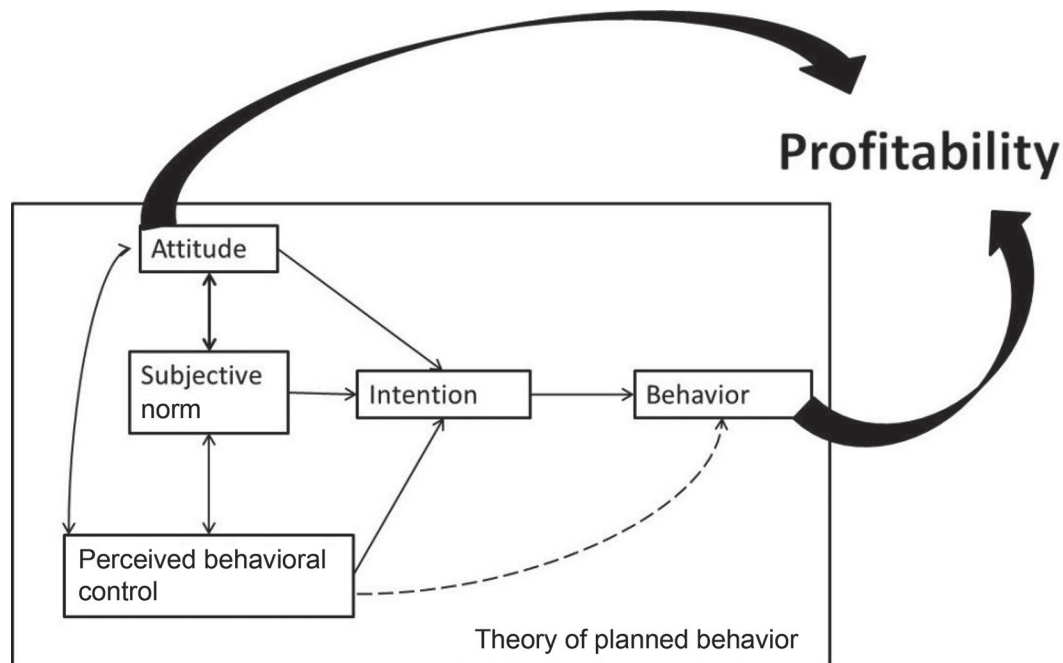 Profitability
Attitude
Subjective
norm
Intention
Behavior
Perceived behavioral
control
Theory of planned behavior